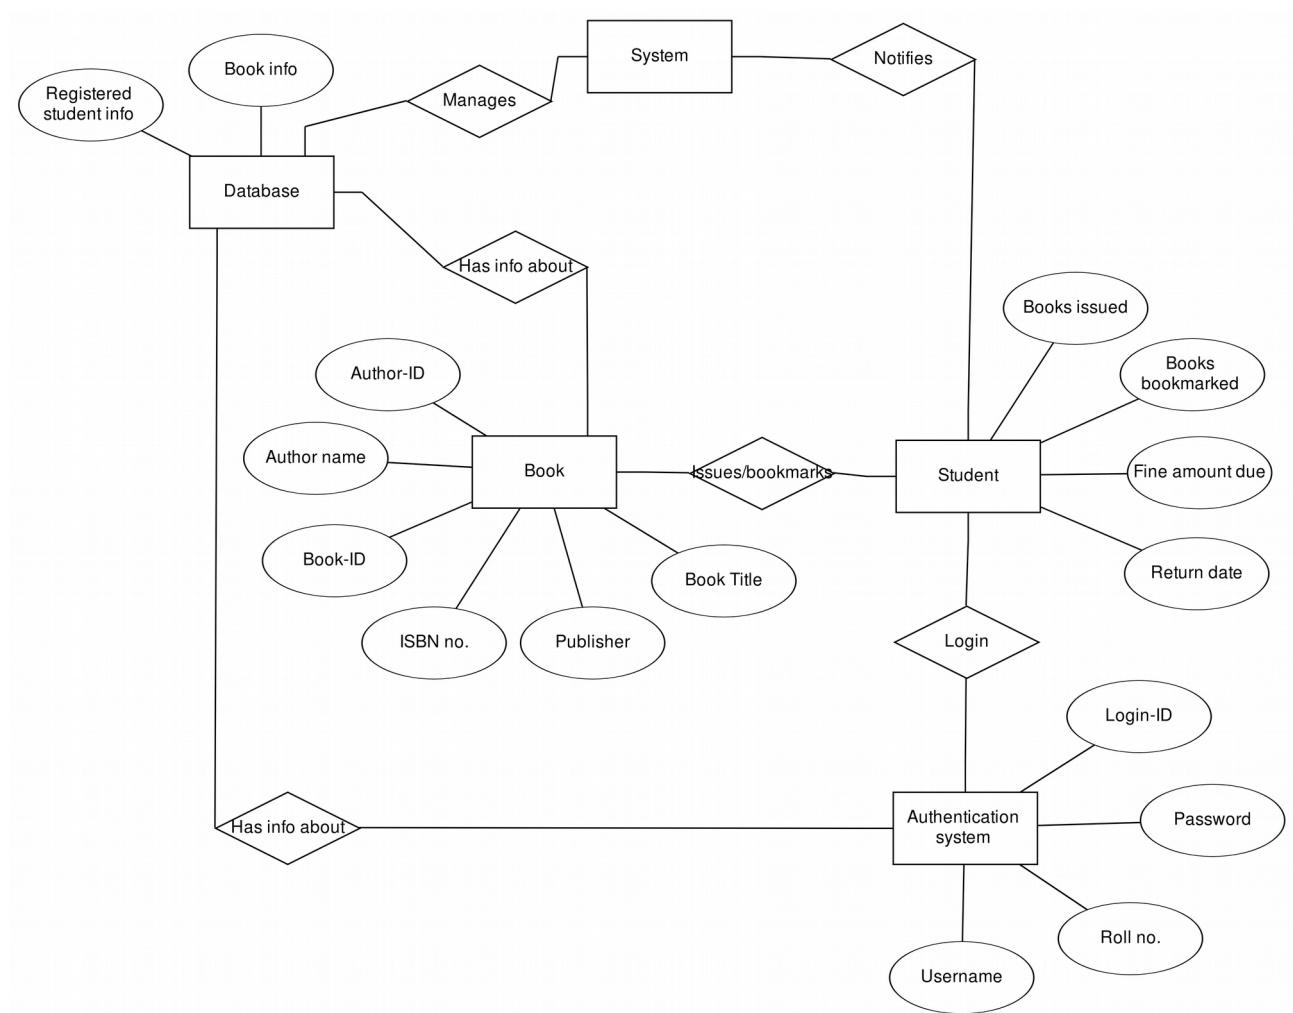 System
Notifies
Book info
Manages
Registered
student info
Database
Has info about
Books issued
Author-ID
Books
bookmarked
Author name
Book
Issues/bookmarks
Student
Fine amount due
Book-ID
Book Title
Return date
ISBN no.
Publisher
Login
Login-ID
Has info about
Authentication
system
Password
Roll no.
Username